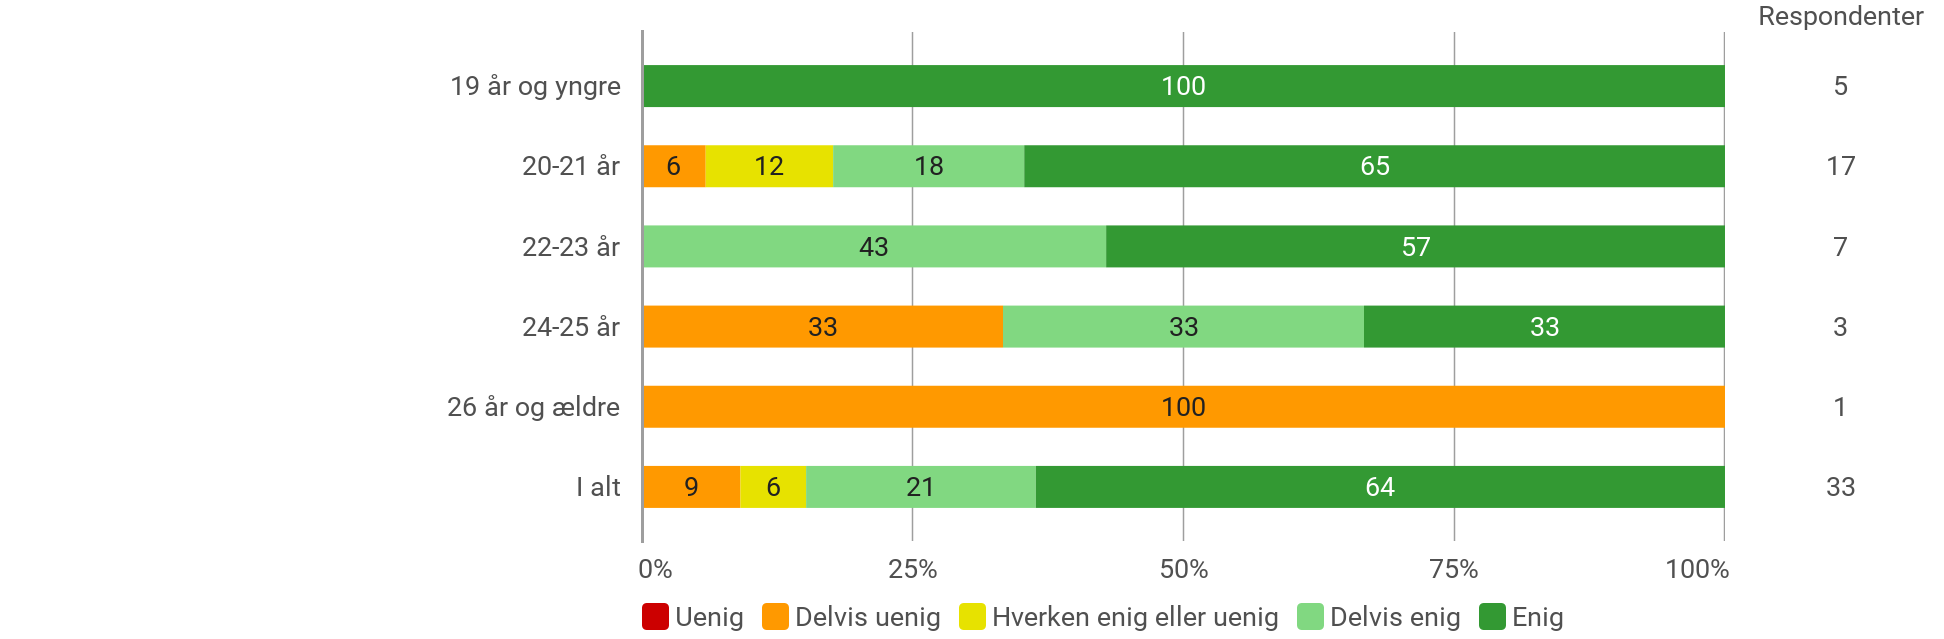 Respondenter
19 år og yngre 100 5
20-21 år 6 12 18 65 17
22-23 år 43 57 7
24-25 år 33 33 33 3
26 år og ældre 100 1
I alt 9 6 21 64 33
0% 25% 50% 75% 100%
Uenig Delvis uenig Hverken enig eller uenig Delvis enig Enig